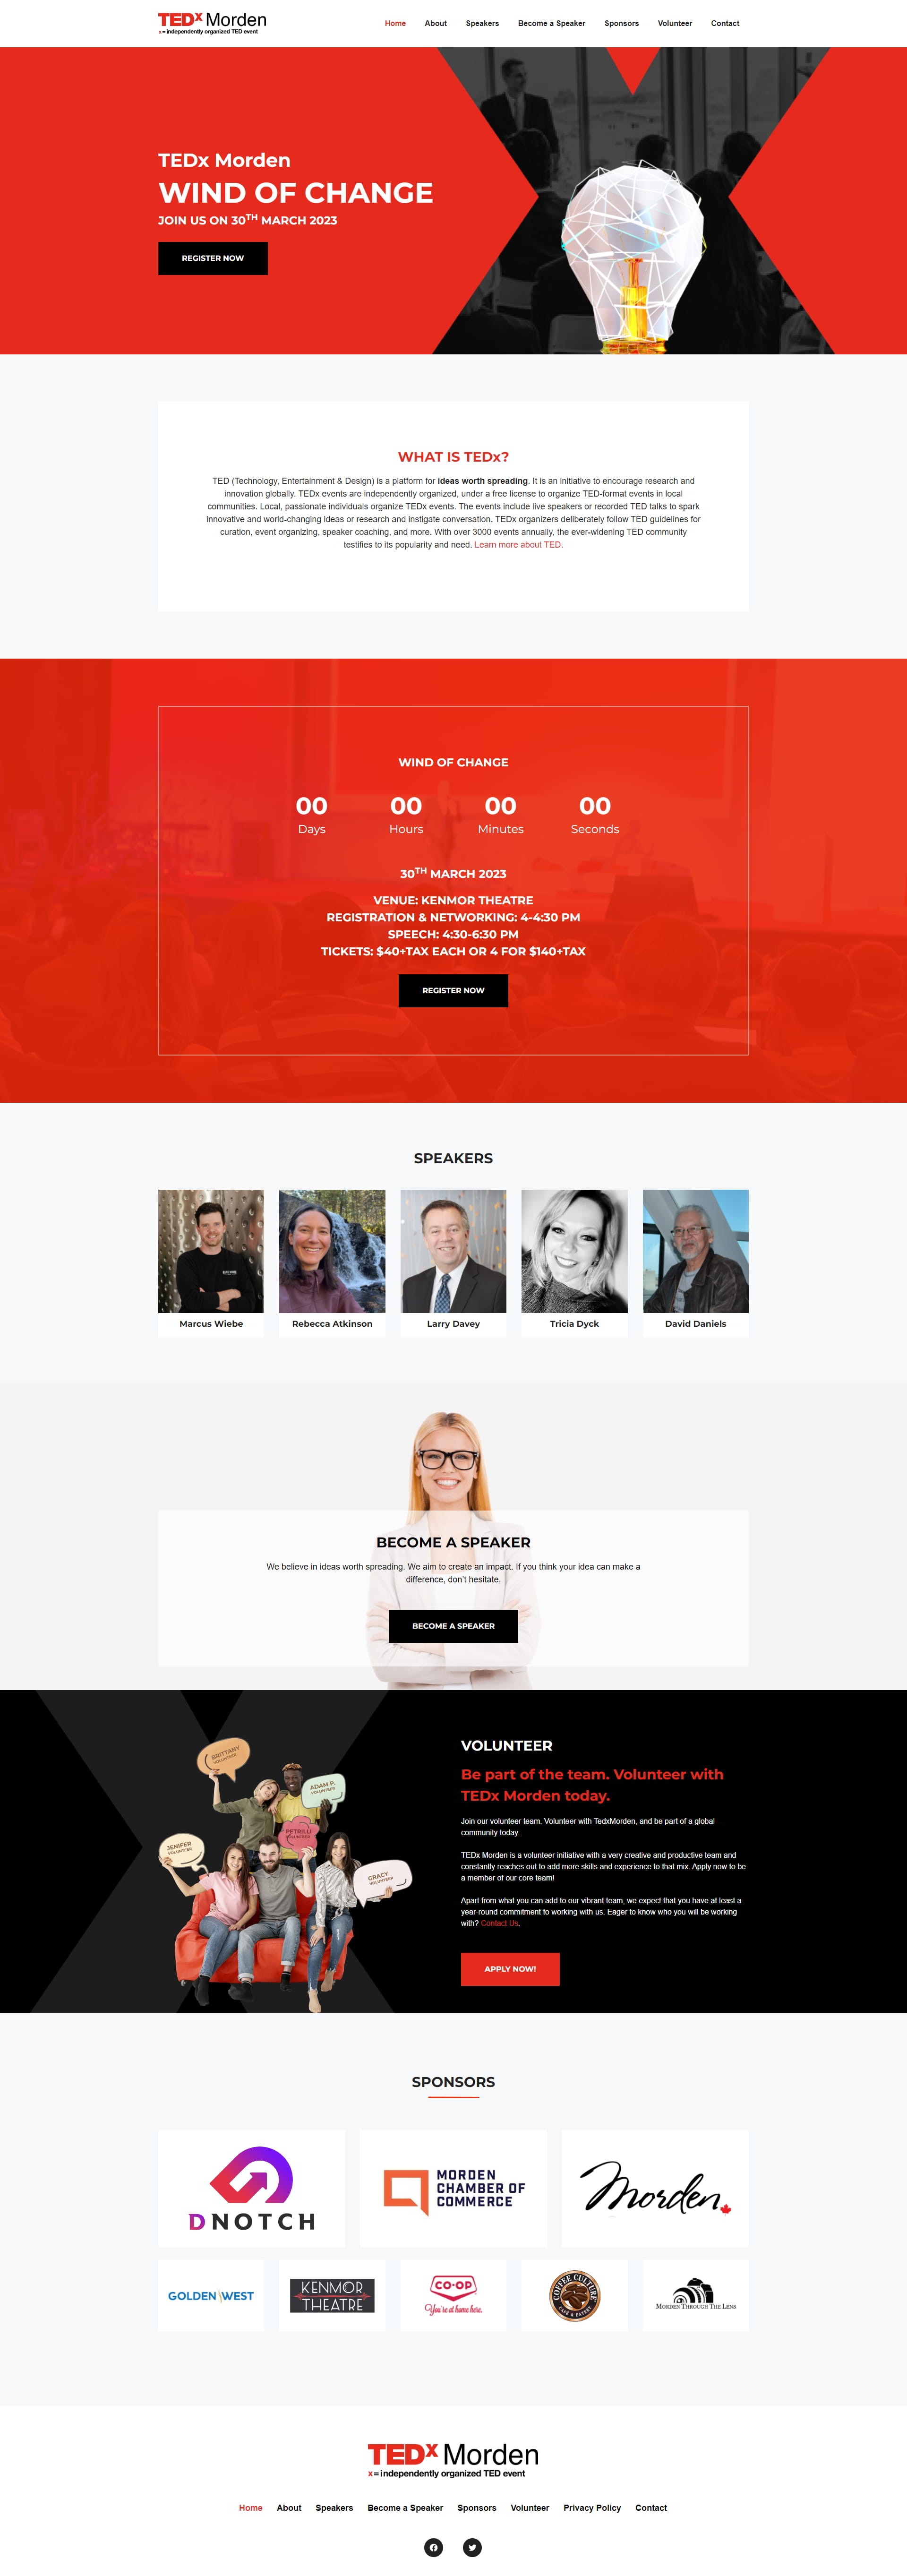 TEDx Morden
x = independently organized TED event
Home About Speakers Become a Speaker Sponsors Volunteer Contact
TEDx Morden
WIND OF CHANGE
JOIN US ON 30TH MARCH 2023
REGISTER NOW
WHAT IS TEDx?
TED (Technology, Entertainment & Design) is a platform for ideas worth spreading. It is an initiative to encourage research and
innovation globally. TEDx events are independently organized, under a free license to organize TED-format events in local
communities. Local, passionate individuals organize TEDx events. The events include live speakers or recorded TED talks to spark
innovative and world-changing ideas or research and instigate conversation. TEDx organizers deliberately follow TED guidelines for
curation, event organizing, speaker coaching, and more. With over 3000 events annually, the ever-widening TED community
testifies to its popularity and need. Learn more about TED.
WIND OF CHANGE
00 00 00 00
Days Hours Minutes Seconds
30TH MARCH 2023
VENUE: KENMOR THEATRE
REGISTRATION & NETWORKING: 4-4:30 PM
SPEECH: 4:30-6:30 PM
TICKETS: $40+TAX EACH OR 4 FOR $140+TAX
REGISTER NOW
SPEAKERS
Marcus Wiebe Rebecca Atkinson Larry Davey Tricia Dyck David Daniels
BECOME A SPEAKER
We believe in ideas worth spreading. We aim to create an impact. If you think your idea can make a
difference, don't hesitate.
BECOME A SPEAKER
BRITTANY
VOLUNTEER
ADAM P.
VOLUNTEER
PETRILLI
VOLUNTEER
JENIFER
VOLUNTEER
GRACY
VOLUNTEER
VOLUNTEER
Be part of the team. Volunteer with
TEDx Morden today.
Join our volunteer team. Volunteer with TedxMorden, and be part of a global
community today.
TEDx Morden is a volunteer initiative with a very creative and productive team and
constantly reaches out to add more skills and experience to that mix. Apply now to be
a member of our core team!
Apart from what you can add to our vibrant team, we expect that you have at least a
year-round commitment to working with us. Eager to know who you will be working
with? Contact Us.
APPLY NOW!
SPONSORS
DNOTCH
MORDEN
CHAMBER OF
COMMERCE
Morden
GOLDEN WEST
KENMOR
THEATRE
CO-OP
You're at home here.
COFFEE CULTURE
CAFE & EATERY
MORDEN THROUGH THE LENS
TEDx Morden
x = independently organized TED event
Home About Speakers Become a Speaker Sponsors Volunteer Privacy Policy Contact